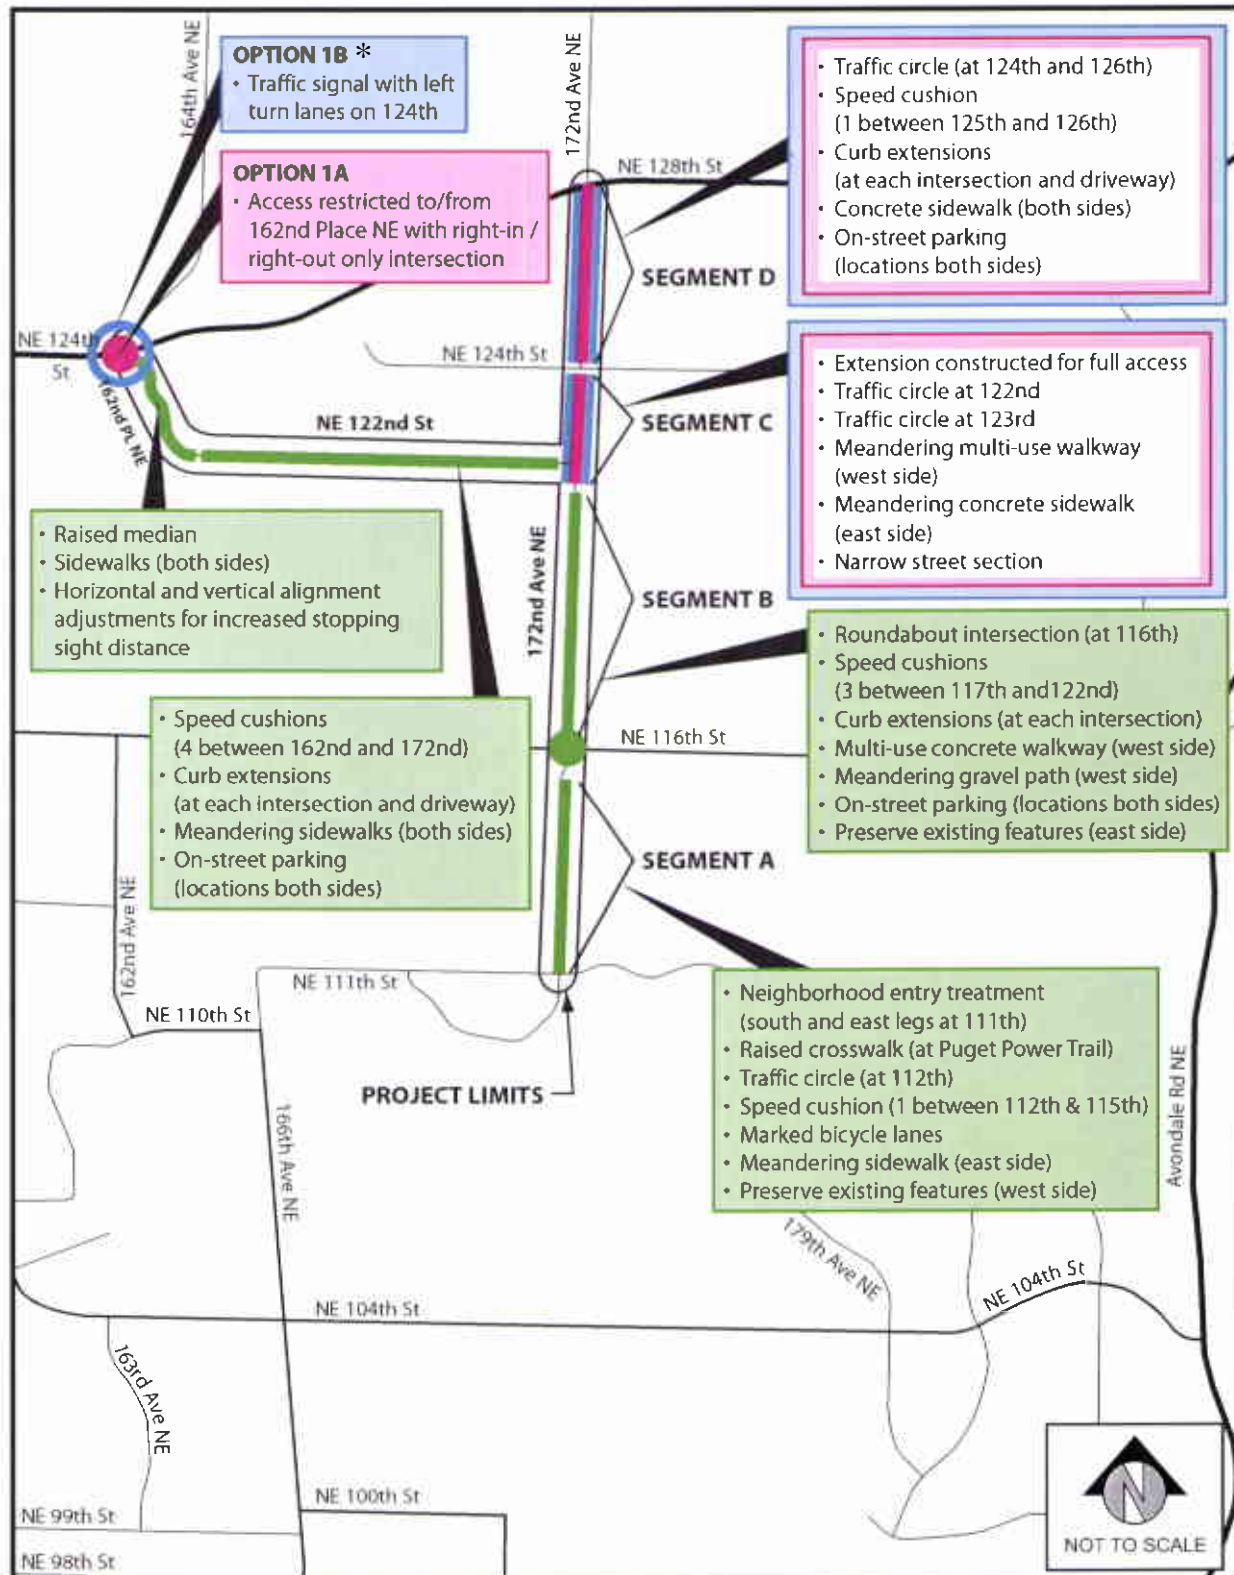 164th Ave NE
OPTION 1B *
• Traffic signal with left
turn lanes on 124th
172nd Ave NE
• Traffic circle (at 124th and 126th)
• Speed cushion
(1 between 125th and 126th)
• Curb extensions
(at each intersection and driveway)
• Concrete sidewalk (both sides)
• On-street parking
(locations both sides)
OPTION 1A
• Access restricted to/from
162nd Place NE with right-in /
right-out only intersection
NE 128th St
SEGMENT D
NE 124th
St
NE 124th St
162nd PL NE
NE 122nd St
SEGMENT C
• Extension constructed for full access
• Traffic circle at 122nd
• Traffic circle at 123rd
• Meandering multi-use walkway
(west side)
• Meandering concrete sidewalk
(east side)
• Narrow street section
• Raised median
• Sidewalks (both sides)
• Horizontal and vertical alignment
adjustments for increased stopping
sight distance
172nd Ave NE
SEGMENT B
• Roundabout intersection (at 116th)
• Speed cushions
(3 between 117th and122nd)
• Curb extensions (at each intersection)
• Multi-use concrete walkway (west side)
• Meandering gravel path (west side)
• On-street parking (locations both sides)
• Preserve existing features (east side)
• Speed cushions
(4 between 162nd and 172nd)
• Curb extensions
(at each intersection and driveway)
• Meandering sidewalks (both sides)
• On-street parking
(locations both sides)
NE 116th St
SEGMENT A
162nd Ave NE
NE 111th St
NE 110th St
PROJECT LIMITS
• Neighborhood entry treatment
(south and east legs at 111th)
• Raised crosswalk (at Puget Power Trail)
• Traffic circle (at 112th)
• Speed cushion (1 between 112th & 115th)
• Marked bicycle lanes
• Meandering sidewalk (east side)
• Preserve existing features (west side)
Avondale Rd NE
166th Ave NE
179th Ave NE
NE 104th St
NE 104th St
163rd Ave NE
NE 100th St
NE 99th St
NE 98th St
N
NOT TO SCALE